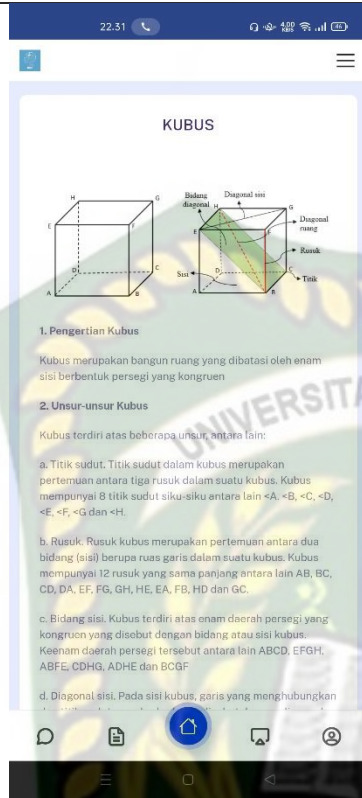 22.31
4,00
KB/S
46
KUBUS
H
G
E
F
D
C
A
B
Bidang
diagonal
Diagonal sisi
H
G
Diagonal
ruang
E
F
Rusuk
Sisi
D
C
Titik
A
B
1. Pengertian Kubus
Kubus merupakan bangun ruang yang dibatasi oleh enam
sisi berbentuk persegi yang kongruen
2. Unsur-unsur Kubus
Kubus terdiri atas beberapa unsur, antara lain:
a. Titik sudut. Titik sudut dalam kubus merupakan
pertemuan antara tiga rusuk dalam suatu kubus. Kubus
mempunyai 8 titik sudut siku-siku antara lain <A. <B, <C, <D,
<E, <F, <G dan <H.
b. Rusuk. Rusuk kubus merupakan pertemuan antara dua
bidang (sisi) berupa ruas garis dalam suatu kubus. Kubus
mempunyai 12 rusuk yang sama panjang antara lain AB, BC,
CD, DA, EF, FG, GH, HE, EA, FB, HD dan GC.
c. Bidang sisi. Kubus terdiri atas enam daerah persegi yang
kongruen yang disebut dengan bidang atau sisi kubus.
Keenam daerah persegi tersebut antara lain ABCD, EFGH,
ABFE, CDHG, ADHE dan BCGF
d. Diagonal sisi. Pada sisi kubus, garis yang menghubungkan
UNIVERSITA